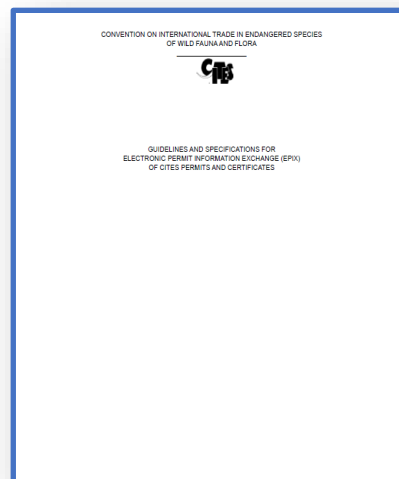 CONVENTION ON INTERNATIONAL TRADE IN ENDANGERED SPECIES
OF WILD FAUNA AND FLORA
CITES
GUIDELINES AND SPECIFICATIONS FOR
ELECTRONIC PERMIT INFORMATION EXCHANGE (EPIX)
OF CITES PERMITS AND CERTIFICATES